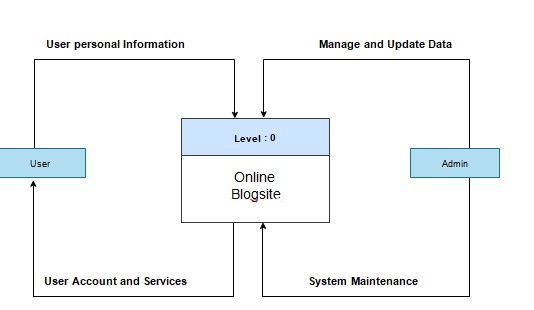 User personal Information
Manage and Update Data
Level : 0
User
Online
Blogsite
Admin
User Account and Services
System Maintenance